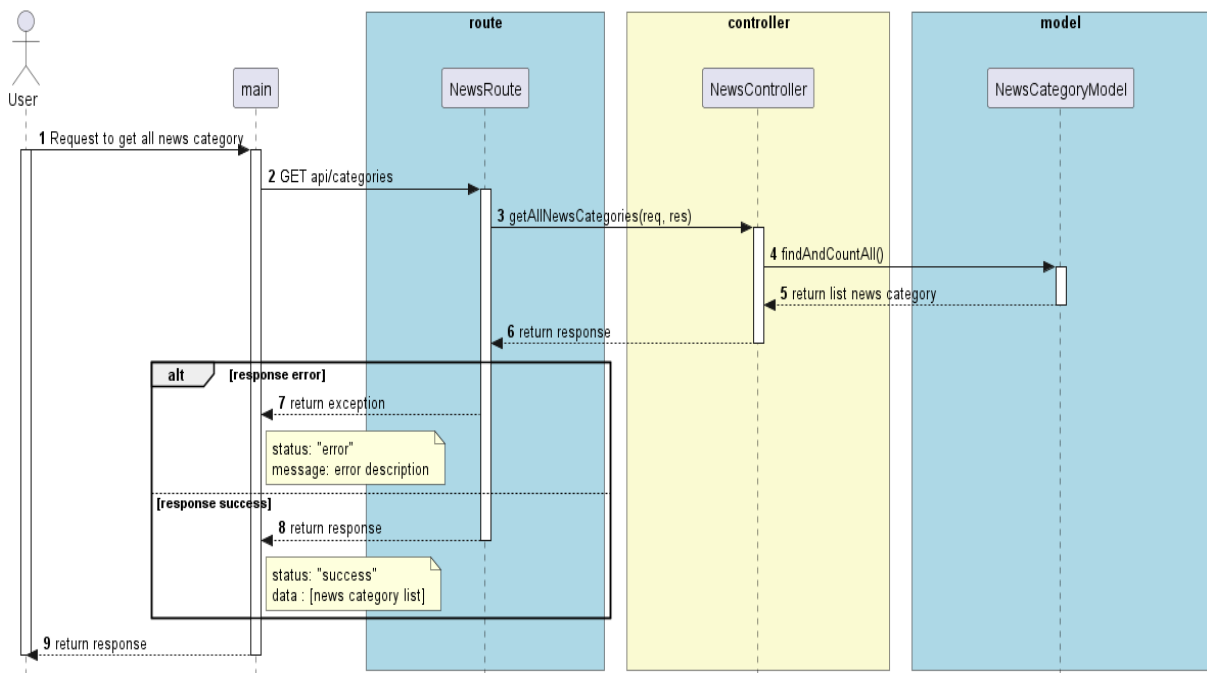 route
controller
model
User
main
NewsRoute
NewsController
NewsCategoryModel
1 Request to get all news category
2 GET api/categories
3 getAllNewsCategories(req, res)
4 findAndCountAll()
5 return list news category
6 return response
alt [response error]
7 return exception
status: "error"
message: error description
[response success]
8 return response
status: "success"
data : [news category list]
9 return response